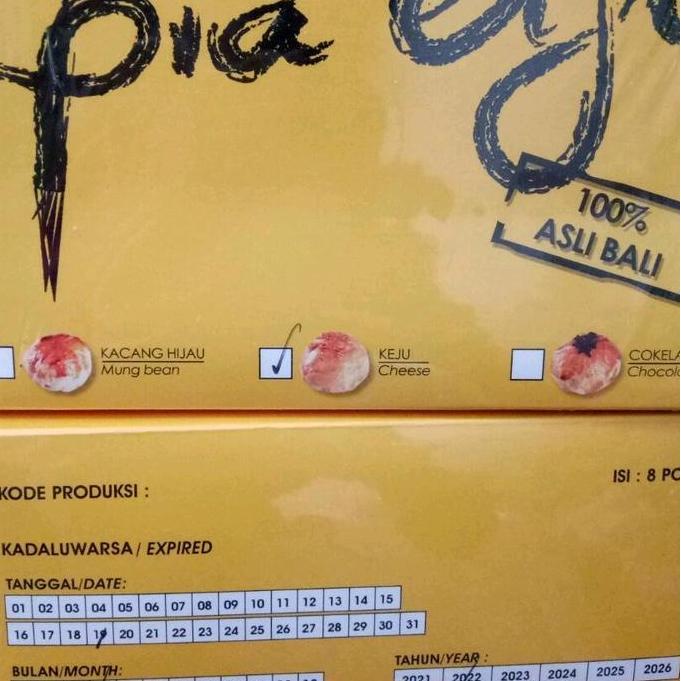 pia
100%
ASLI BALI
KACANG HIJAU
Mung bean
KEJU
Cheese
ISI : 8
KODE PRODUKSI :
KADALUWARSA / EXPIRED
TANGGAL/DATE:
01 02 03 04 05 06 07 08 09 10 11 12 13 14 15
16 17 18 19 20 21 22 23 24 25 26 27 28 29 30 31
BULAN/MONTH:
TAHUN/YEAR :
2021 2022 2023 2024 2025 2026